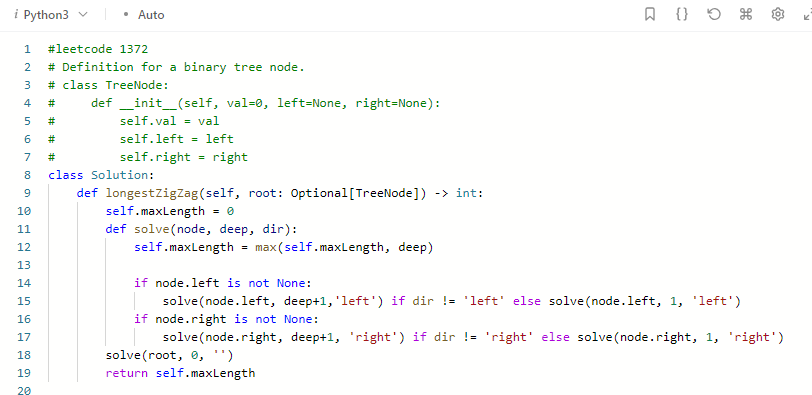 i Python3 • Auto
1 #leetcode 1372
2 # Definition for a binary tree node.
3 # class TreeNode:
4 #     def __init__(self, val=0, left=None, right=None):
5 #         self.val = val
6 #         self.left = left
7 #         self.right = right
8 class Solution:
9     def longestZigZag(self, root: Optional[TreeNode]) -> int:
10         self.maxLength = 0
11         def solve(node, deep, dir):
12             self.maxLength = max(self.maxLength, deep)
13
14             if node.left is not None:
15                 solve(node.left, deep+1,'left') if dir != 'left' else solve(node.left, 1, 'left')
16             if node.right is not None:
17                 solve(node.right, deep+1, 'right') if dir != 'right' else solve(node.right, 1, 'right')
18         solve(root, 0, '')
19         return self.maxLength
20